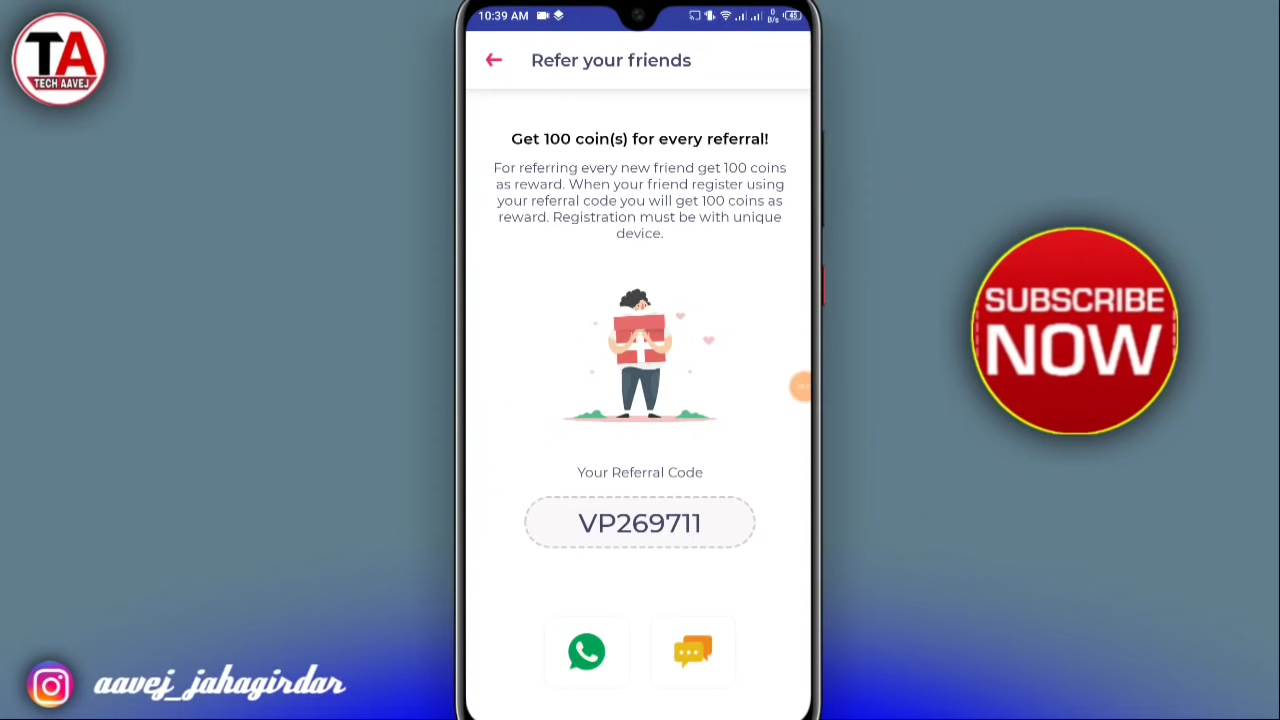 TA
TECH AAVEJ
10:39 AM
0
B/s
45
Refer your friends
Get 100 coin(s) for every referral!
For referring every new friend get 100 coins
as reward. When your friend register using
your referral code you will get 100 coins as
reward. Registration must be with unique
device.
SUBSCRIBE
NOW
Your Referral Code
VP269711
aavej_jahagirdar